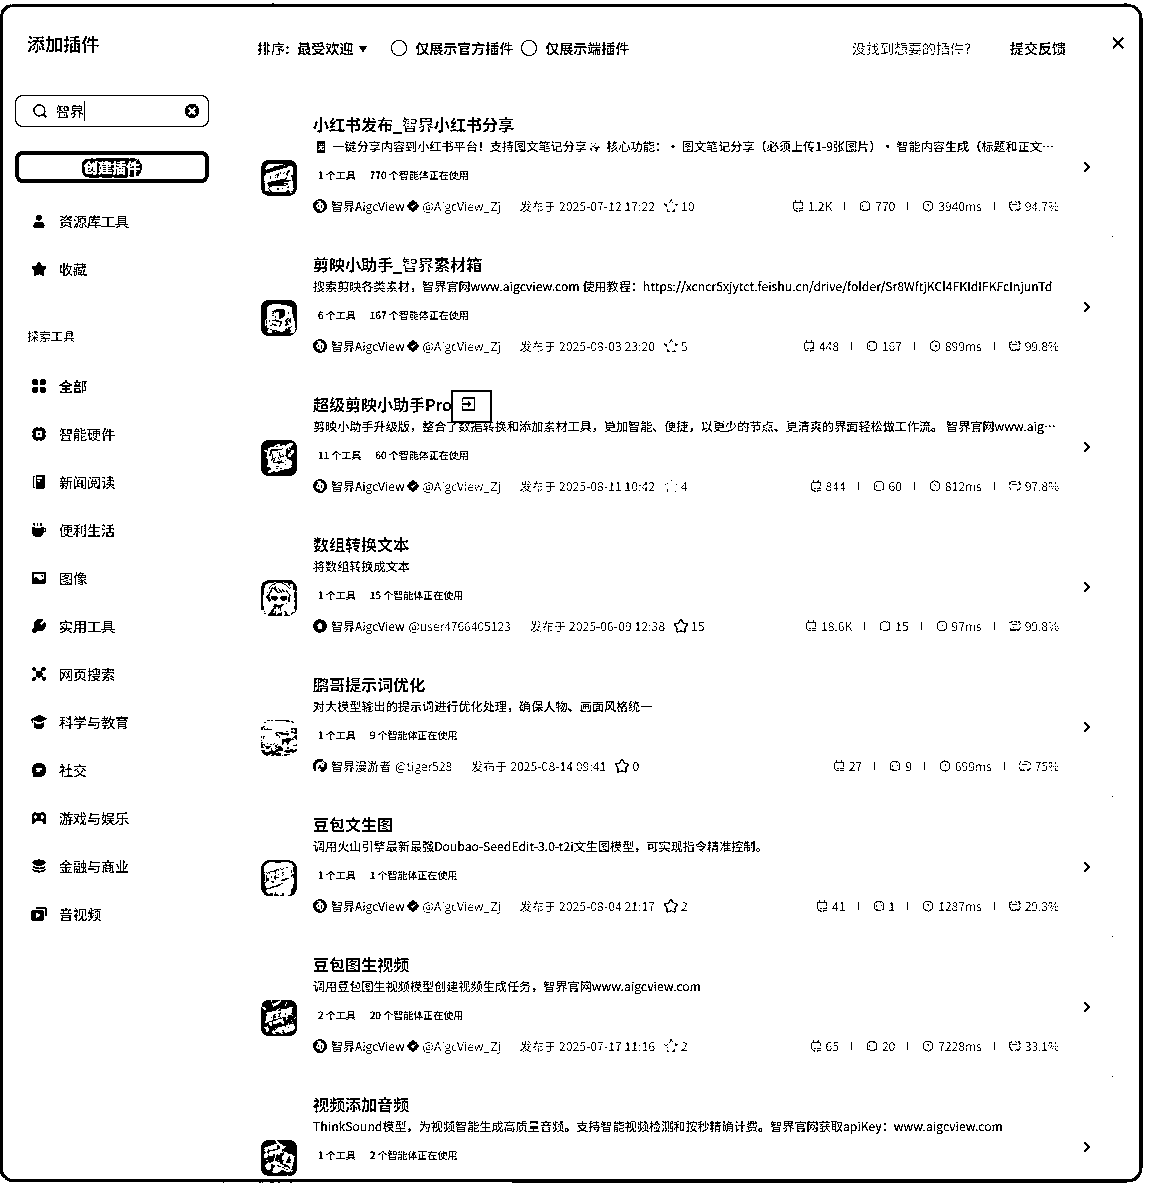 添加插件
排序：最受欢迎 仅展示官方插件 仅展示端插件 没找到想要的插件？ 提交反馈
智界
创建插件
资源库工具
收藏
探索工具
全部
智能硬件
新闻阅读
便利生活
图像
实用工具
网页搜索
科学与教育
社交
游戏与娱乐
金融与商业
音视频
小红书发布_智界小红书分享
一键分享内容到小红书平台！支持图文笔记分享✨ 核心功能：• 图文笔记分享（必须上传1-9张图片）• 智能内容生成（标题和正文…
1 个工具 770 个智能体正在使用
智界AigcView @AigcView_Zj 发布于 2025-07-12 17:22 10 1.2K 770 3940ms 94.7%
剪映小助手_智界素材箱
搜索剪映各类素材，智界官网www.aigcview.com 使用教程：https://xcncr5xjytct.feishu.cn/drive/folder/Sr8WftjKCl4FKIdIFKFcInjunTd
6 个工具 167 个智能体正在使用
智界AigcView @AigcView_Zj 发布于 2025-08-03 23:20 5 448 167 899ms 99.8%
超级剪映小助手Pro
剪映小助手升级版，整合了数据转换和添加素材工具，更加智能、便捷，以更少的节点、更清爽的界面轻松做工作流。 智界官网www.aig…
11 个工具 60 个智能体正在使用
智界AigcView @AigcView_Zj 发布于 2025-08-11 10:42 4 844 60 812ms 97.8%
数组转换文本
将数组转换成文本
1 个工具 15 个智能体正在使用
智界AigcView @user4766405123 发布于 2025-06-09 12:38 15 18.6K 15 97ms 99.8%
鹏哥提示词优化
对大模型输出的提示词进行优化处理，确保人物、画面风格统一
1 个工具 9 个智能体正在使用
智界漫游者 @tiger528 发布于 2025-08-14 09:41 0 27 9 699ms 75%
豆包文生图
调用火山引擎最新最强Doubao-SeedEdit-3.0-t2i文生图模型，可实现指令精准控制。
1 个工具 1 个智能体正在使用
智界AigcView @AigcView_Zj 发布于 2025-08-04 21:17 2 41 1 1287ms 29.3%
豆包图生视频
调用豆包图生视频模型创建视频生成任务，智界官网www.aigcview.com
2 个工具 20 个智能体正在使用
智界AigcView @AigcView_Zj 发布于 2025-07-17 11:16 2 65 20 7228ms 33.1%
视频添加音频
ThinkSound模型，为视频智能生成高质量音频。支持智能视频检测和按秒精确计费。智界官网获取apiKey：www.aigcview.com
1 个工具 2 个智能体正在使用